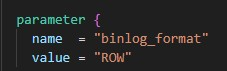 parameter {
  name  = "binlog_format"
  value = "ROW"